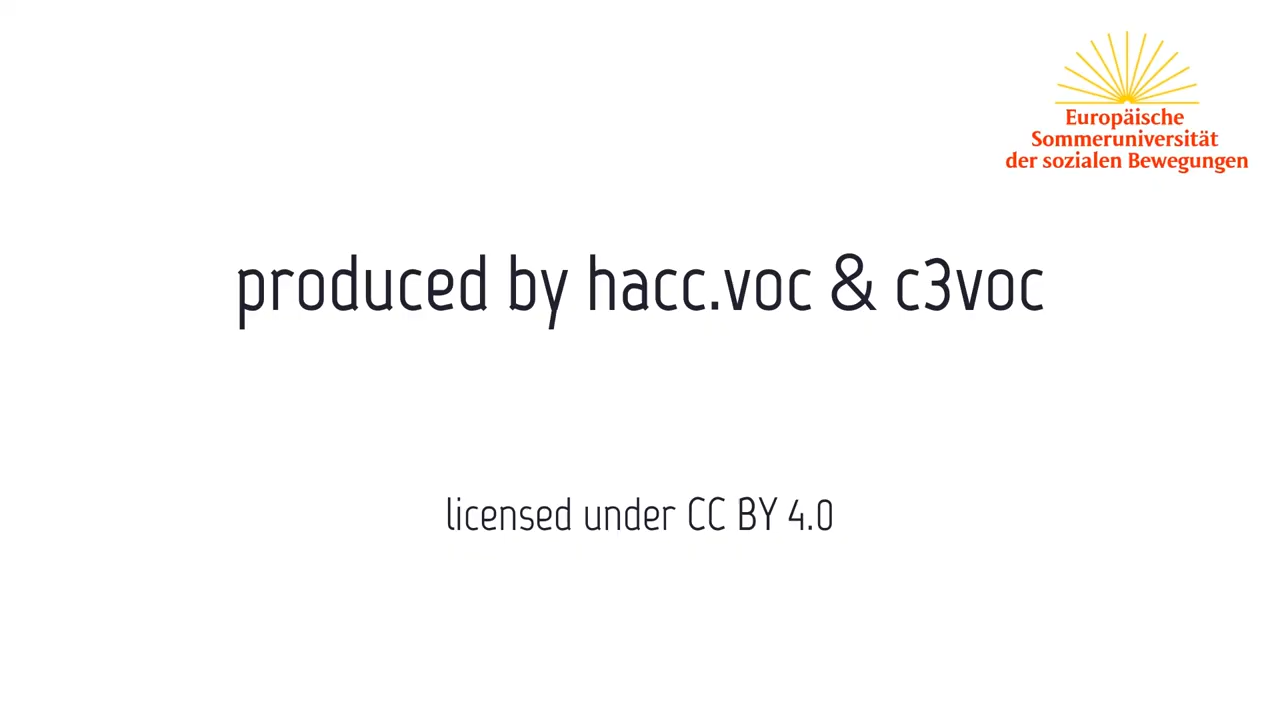 Europäische
Sommeruniversität
der sozialen Bewegungen
produced by hacc.voc & c3voc
licensed under CC BY 4.0